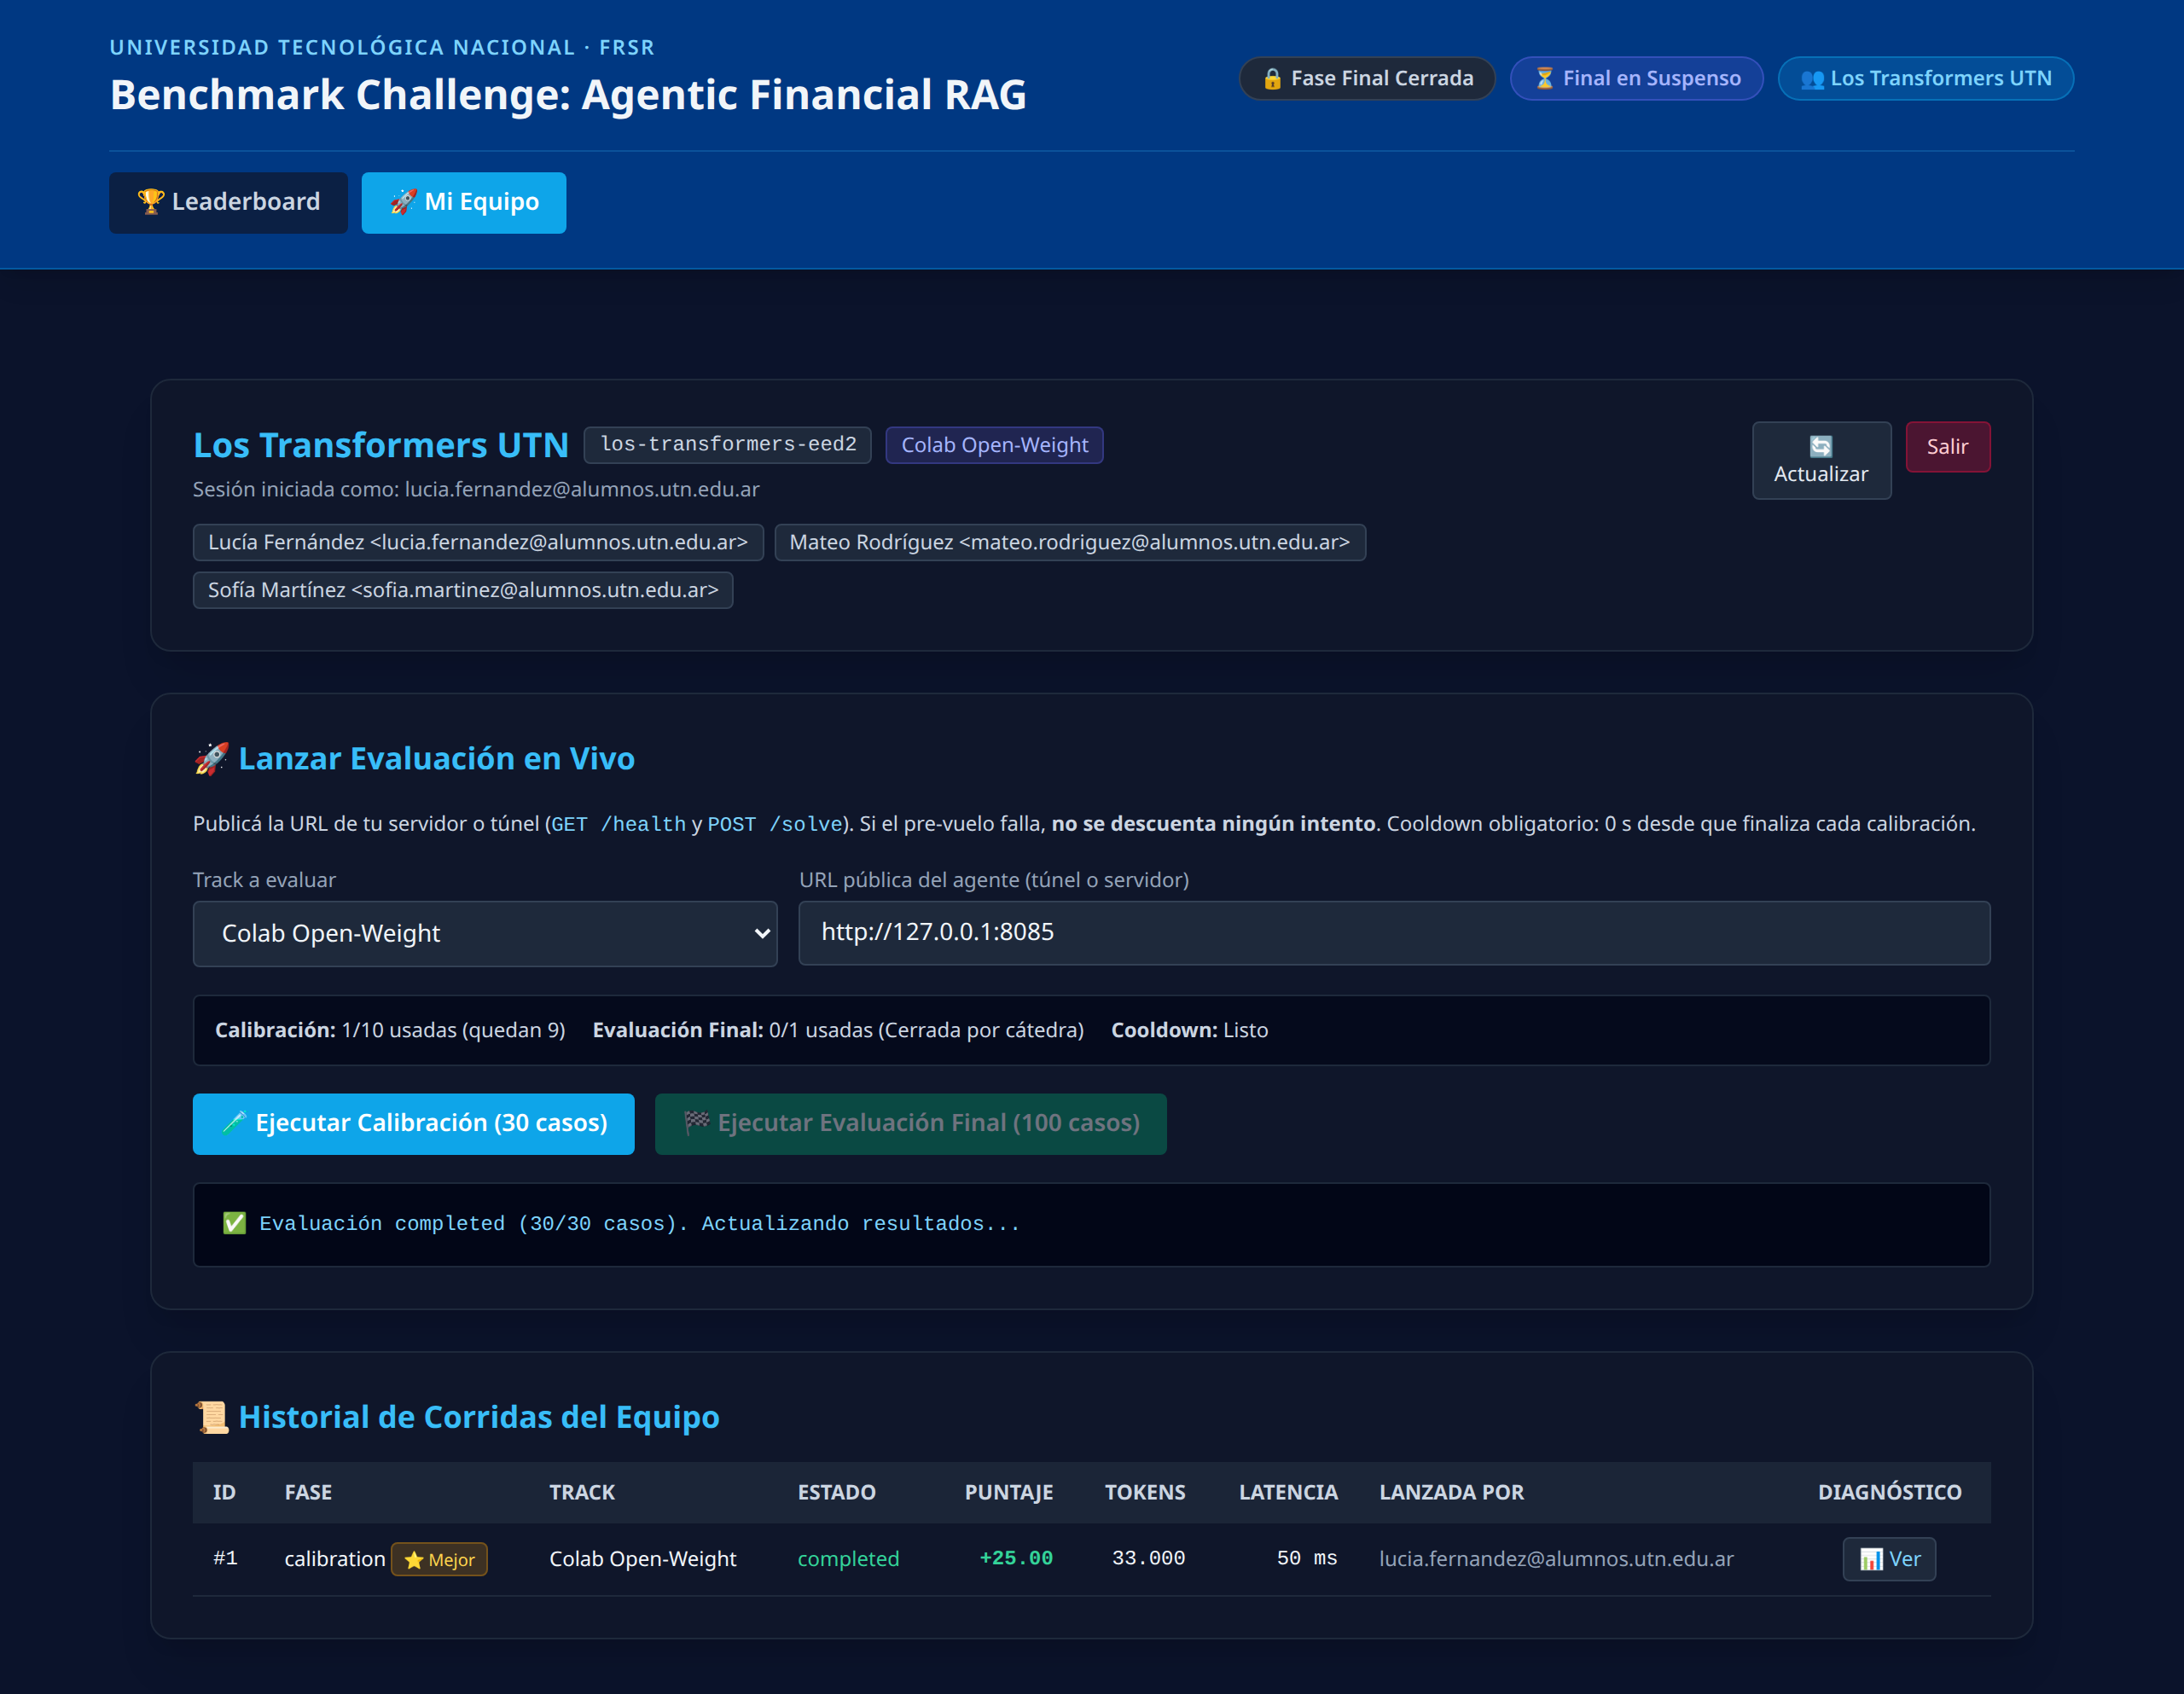 UNIVERSIDAD TECNOLÓGICA NACIONAL · FRSR
Benchmark Challenge: Agentic Financial RAG
🔒 Fase Final Cerrada
⏳ Final en Suspenso
👥 Los Transformers UTN
🏆 Leaderboard
🚀 Mi Equipo
Los Transformers UTN
los-transformers-eed2
Colab Open-Weight
🔄 Actualizar
Salir
Sesión iniciada como: lucia.fernandez@alumnos.utn.edu.ar
Lucía Fernández <lucia.fernandez@alumnos.utn.edu.ar>
Mateo Rodríguez <mateo.rodriguez@alumnos.utn.edu.ar>
Sofía Martínez <sofia.martinez@alumnos.utn.edu.ar>
🚀 Lanzar Evaluación en Vivo
Publicá la URL de tu servidor o túnel (GET /health y POST /solve). Si el pre-vuelo falla, no se descuenta ningún intento. Cooldown obligatorio: 0 s desde que finaliza cada calibración.
Track a evaluar
URL pública del agente (túnel o servidor)
Colab Open-Weight
http://127.0.0.1:8085
Calibración: 1/10 usadas (quedan 9) Evaluación Final: 0/1 usadas (Cerrada por cátedra) Cooldown: Listo
🧪 Ejecutar Calibración (30 casos)
🏁 Ejecutar Evaluación Final (100 casos)
✅ Evaluación completed (30/30 casos). Actualizando resultados...
📜 Historial de Corridas del Equipo
ID FASE TRACK ESTADO PUNTAJE TOKENS LATENCIA LANZADA POR DIAGNÓSTICO
#1 calibration ⭐ Mejor Colab Open-Weight completed +25.00 33.000 50 ms lucia.fernandez@alumnos.utn.edu.ar 📊 Ver